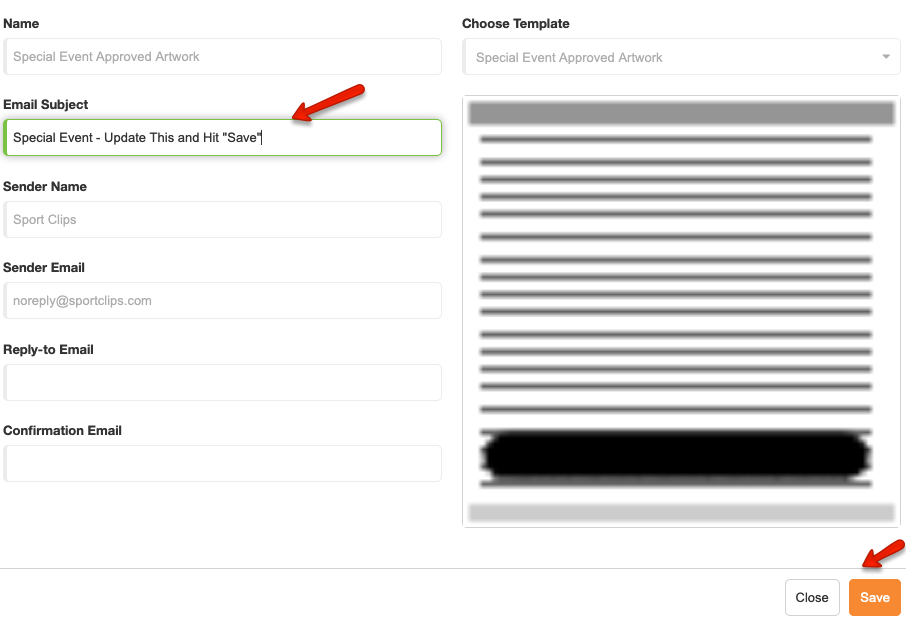 Name
Special Event Approved Artwork
Email Subject
Special Event - Update This and Hit "Save"
Sender Name
Sport Clips
Sender Email
noreply@sportclips.com
Reply-to Email
Confirmation Email
Choose Template
Special Event Approved Artwork
Close
Save